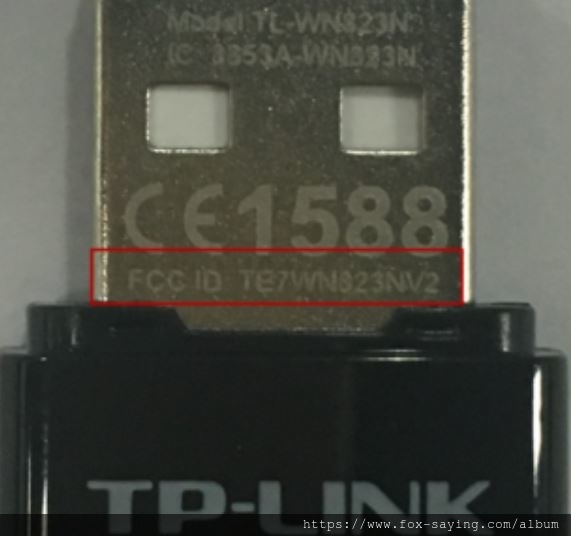 Model TL-WN823N
IC 8853A-WN823N
CE1588
FCC ID TE7WN823NV2
TP-LINK
https://www.fox-saying.com/album